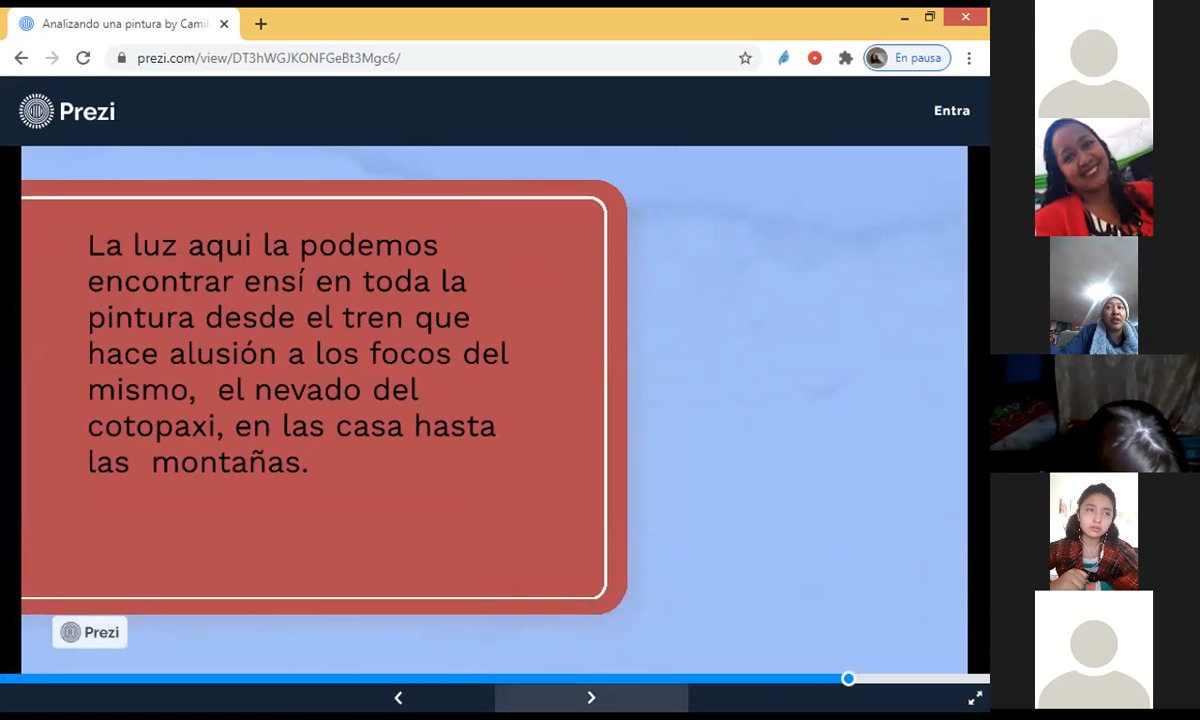 Analizando una pintura by Camil
prezi.com/view/DT3hWGJKONFGeBt3Mgc6/
En pausa
Prezi
Entra
La luz aqui la podemos
encontrar ensí en toda la
pintura desde el tren que
hace alusión a los focos del
mismo, el nevado del
cotopaxi, en las casa hasta
las montañas.
Prezi